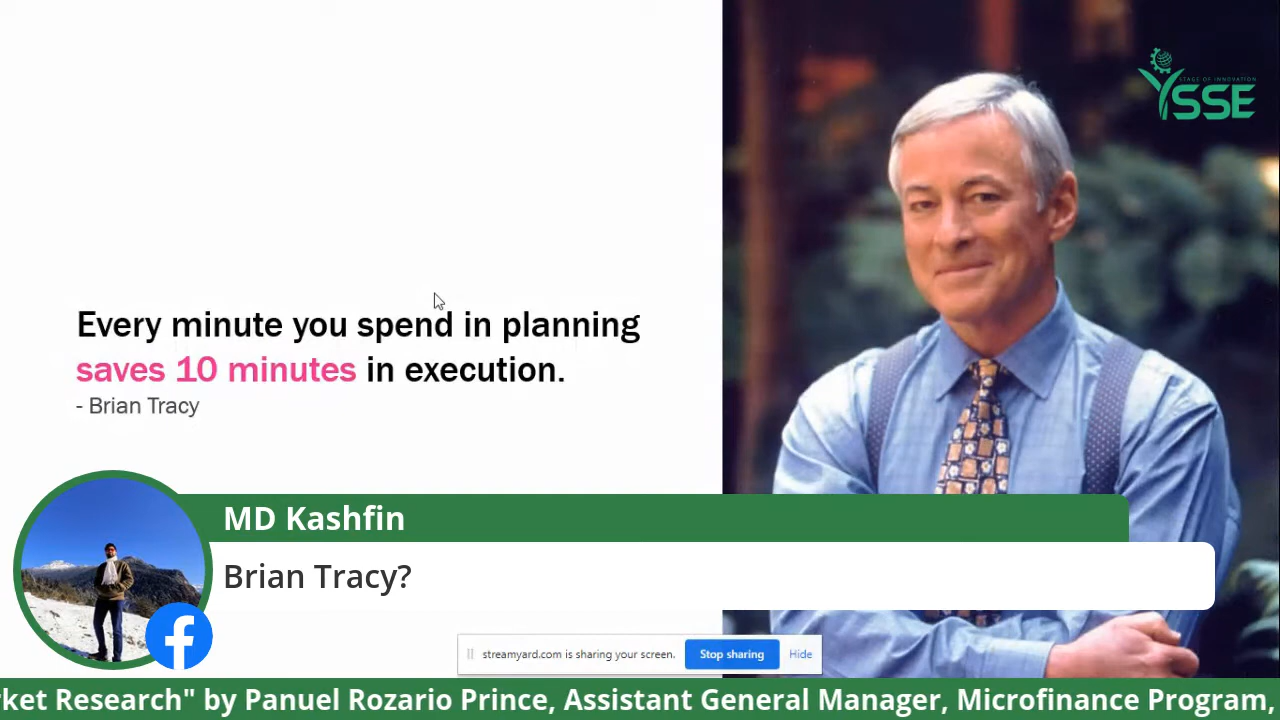 STAGE OF INNOVATION
YSSE
Every minute you spend in planning
saves 10 minutes in execution.
- Brian Tracy
MD Kashfin
Brian Tracy?
streamyard.com is sharing your screen.
Stop sharing
Hide
rket Research" by Panuel Rozario Prince, Assistant General Manager, Microfinance Program,